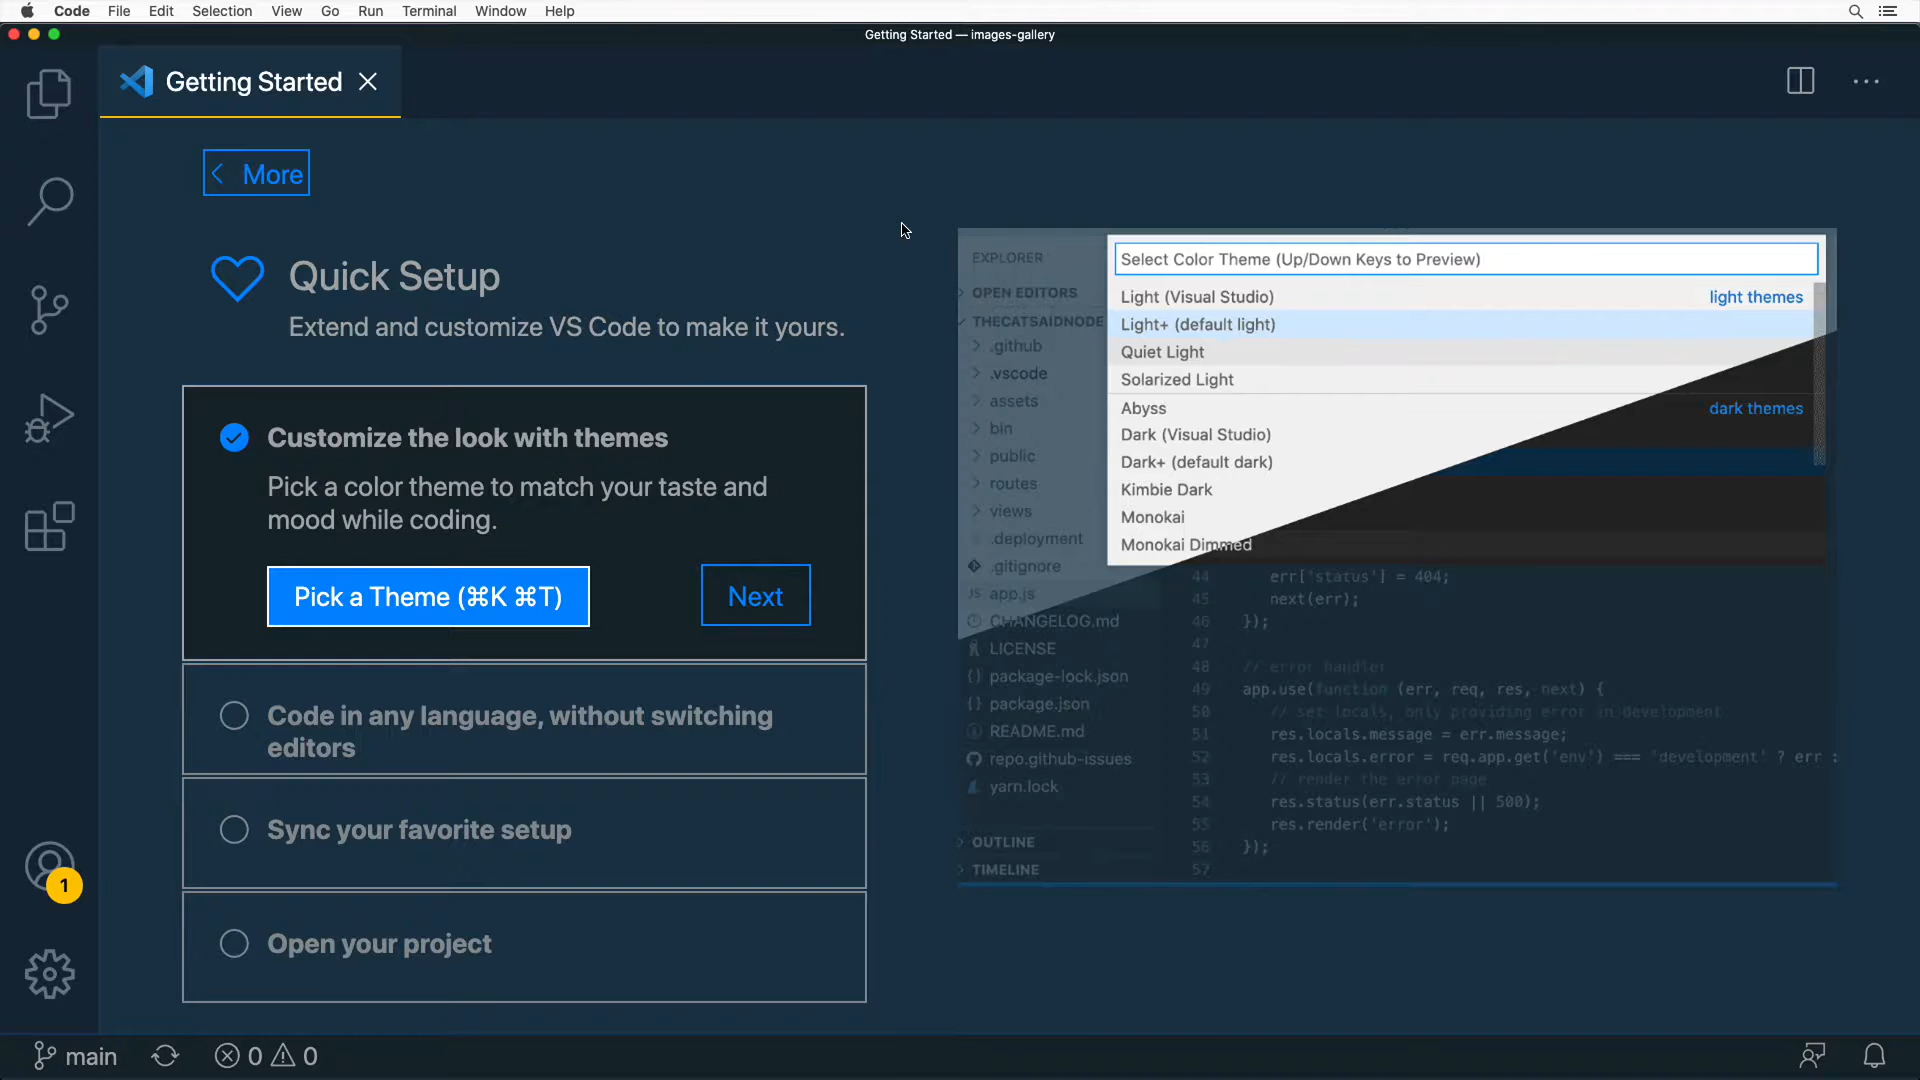 Code File Edit Selection View Go Run Terminal Window Help
Getting Started — images-gallery
Getting Started
More
Quick Setup
Extend and customize VS Code to make it yours.
Customize the look with themes
Pick a color theme to match your taste and
mood while coding.
Pick a Theme (⌘K ⌘T)
Next
Code in any language, without switching
editors
Sync your favorite setup
Open your project
EXPLORER
OPEN EDITORS
THECATSAIDNODE
.github
.vscode
assets
bin
public
routes
views
.deployment
.gitignore
JS app.js
CHANGELOG.md
LICENSE
{} package-lock.json
{} package.json
README.md
repo.github-issues
yarn.lock
OUTLINE
TIMELINE
Select Color Theme (Up/Down Keys to Preview)
Light (Visual Studio) light themes
Light+ (default light)
Quiet Light
Solarized Light
Abyss dark themes
Dark (Visual Studio)
Dark+ (default dark)
Kimbie Dark
Monokai
Monokai Dimmed
44 err['status'] = 404;
45 next(err);
46 });
47
48 // error handler
49 app.use(function (err, req, res, next) {
50 // set locals, only providing error in development
51 res.locals.message = err.message;
52 res.locals.error = req.app.get('env') === 'development' ? err :
53 // render the error page
54 res.status(err.status || 500);
55 res.render('error');
56 });
57
1
main 0 0